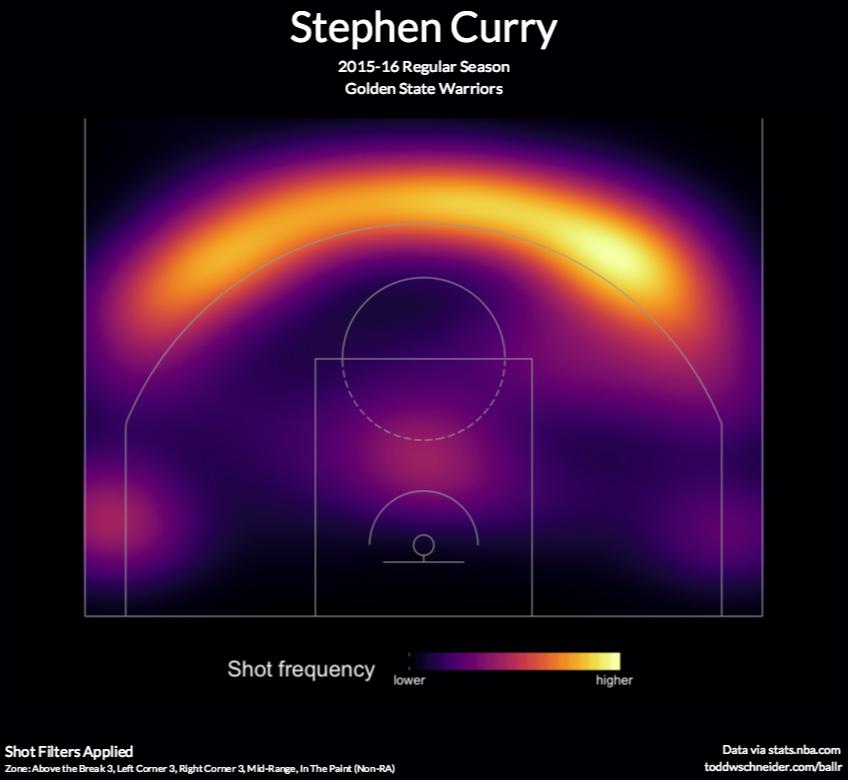 Stephen Curry
2015-16 Regular Season
Golden State Warriors
Shot frequency
lower
higher
Shot Filters Applied
Zone: Above the Break 3, Left Corner 3, Right Corner 3, Mid-Range, In The Paint (Non-RA)
Data via stats.nba.com
toddwschneider.com/ballr